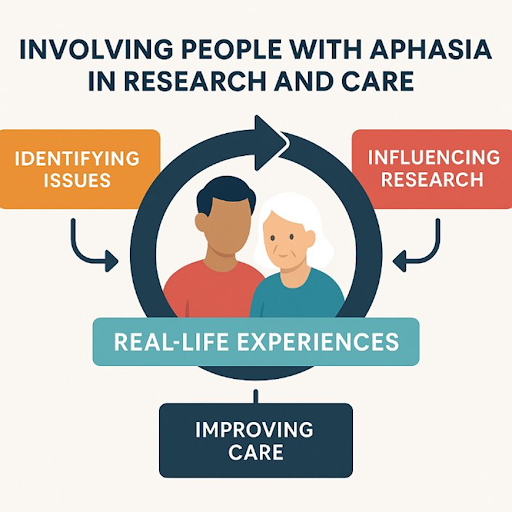 INVOLVING PEOPLE WITH APHASIA
IN RESEARCH AND CARE
IDENTIFYING
ISSUES
INFLUENCING
RESEARCH
REAL-LIFE EXPERIENCES
IMPROVING
CARE